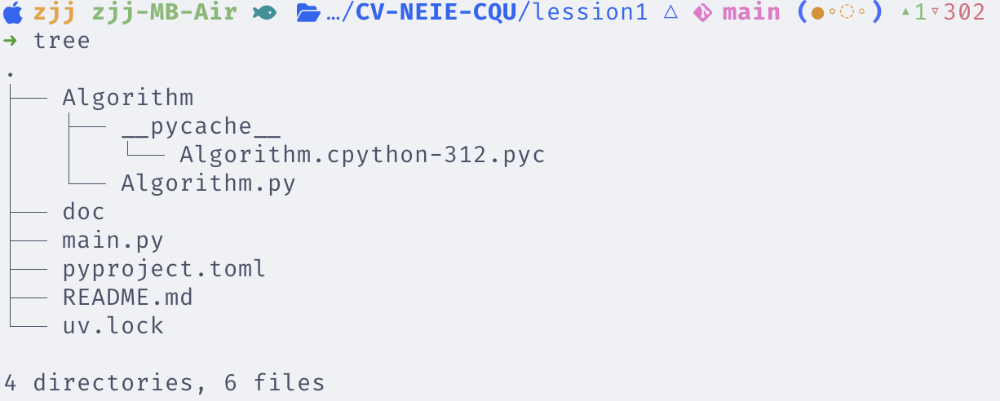 zjj zjj-MB-Air …/CV-NEIE-CQU/lession1 △ main (●◦◌◦) ▴1▿302
➜ tree
.
├── Algorithm
│   ├── __pycache__
│   │   └── Algorithm.cpython-312.pyc
│   └── Algorithm.py
├── doc
├── main.py
├── pyproject.toml
├── README.md
└── uv.lock
4 directories, 6 files